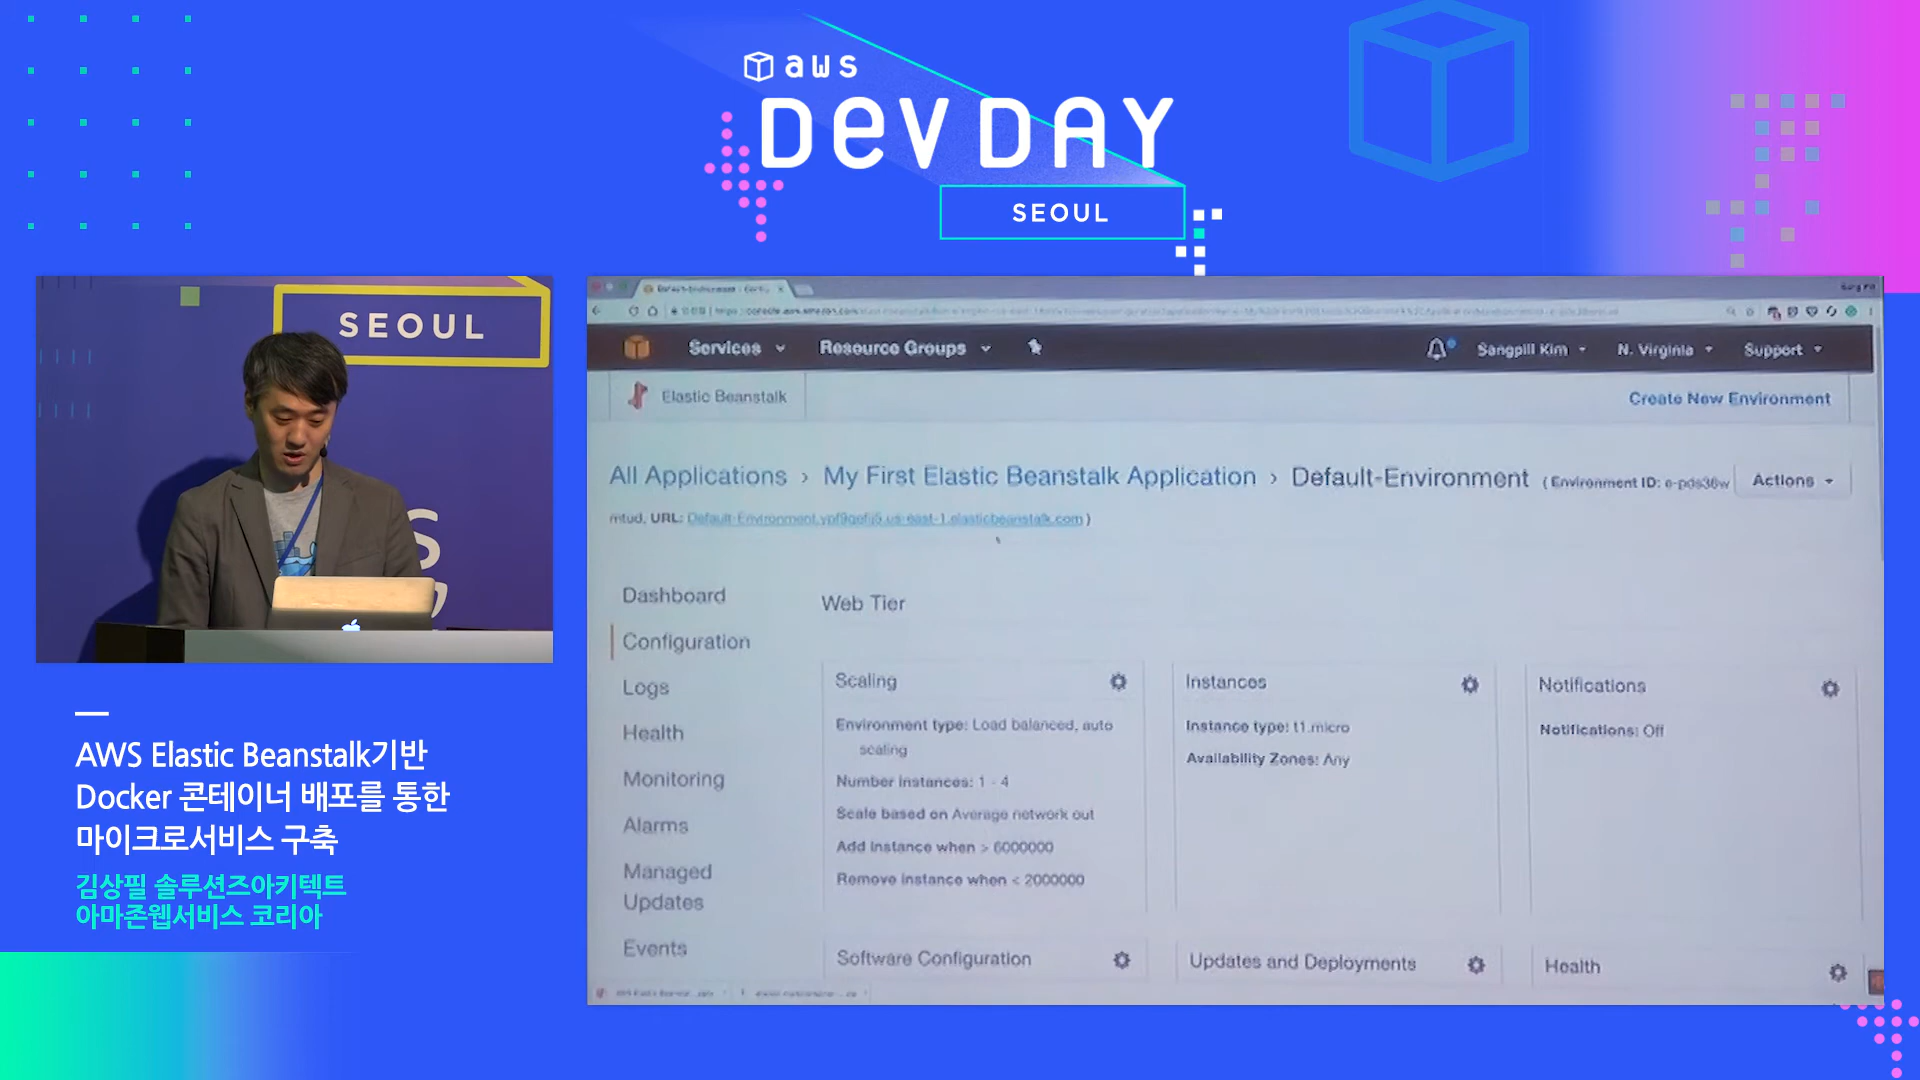 aws
DEV DAY
SEOUL
SEOUL
AWS Elastic Beanstalk기반
Docker 콘테이너 배포를 통한
마이크로서비스 구축
김상필 솔루션즈아키텍트
아마존웹서비스 코리아
Services
Resource Groups
Sangpill Kim
N. Virginia
Support
Elastic Beanstalk
Create New Environment
All Applications › My First Elastic Beanstalk Application › Default-Environment ( Environment ID: e-pds36w
mtud, URL: )
Actions
Dashboard
Configuration
Logs
Health
Monitoring
Alarms
Managed
Updates
Events
Web Tier
Scaling
Environment type: Load balanced, auto
scaling
Number instances: 1 - 4
Scale based on Average network out
Add instance when > 6000000
Remove instance when < 2000000
Instances
Instance type: t1.micro
Availability Zones: Any
Notifications
Notifications: Off
Software Configuration
Updates and Deployments
Health